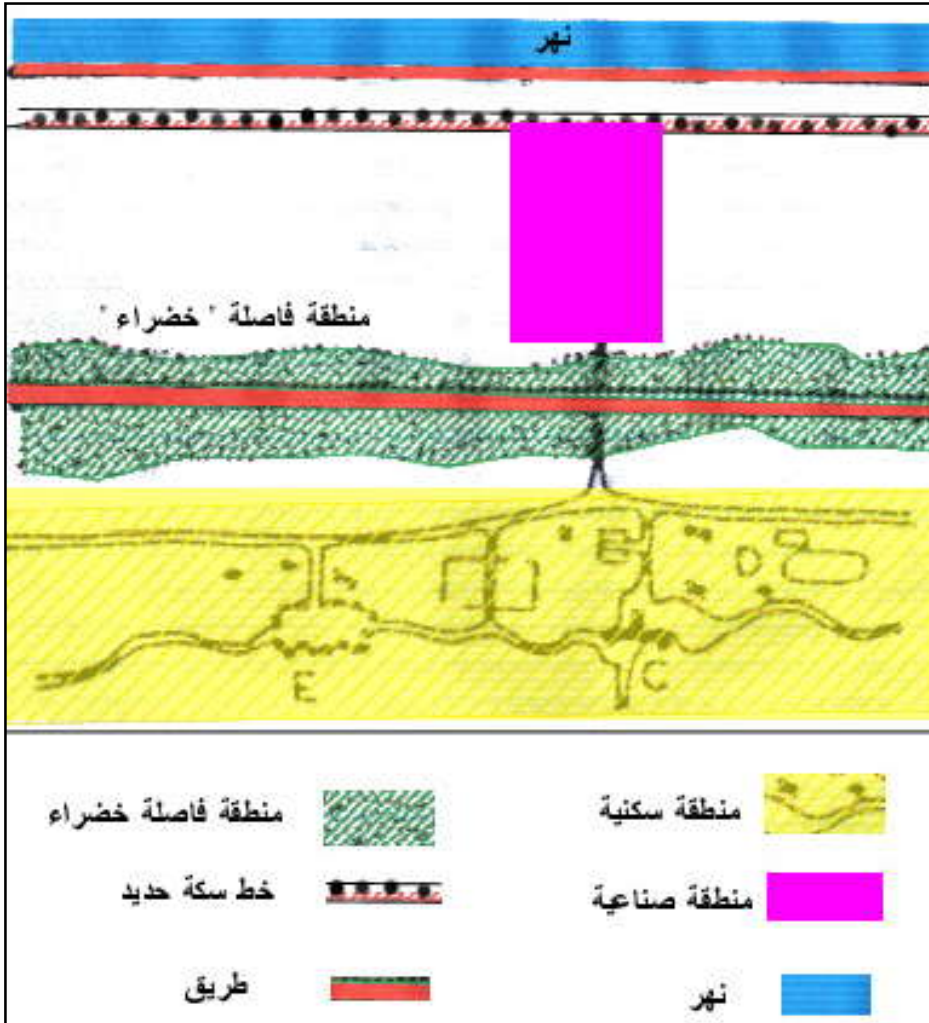 نهر
منطقة فاصلة " خضراء "
E
C
منطقة سكنية
منطقة فاصلة خضراء
منطقة صناعية
خط سكة حديد
نهر
طريق